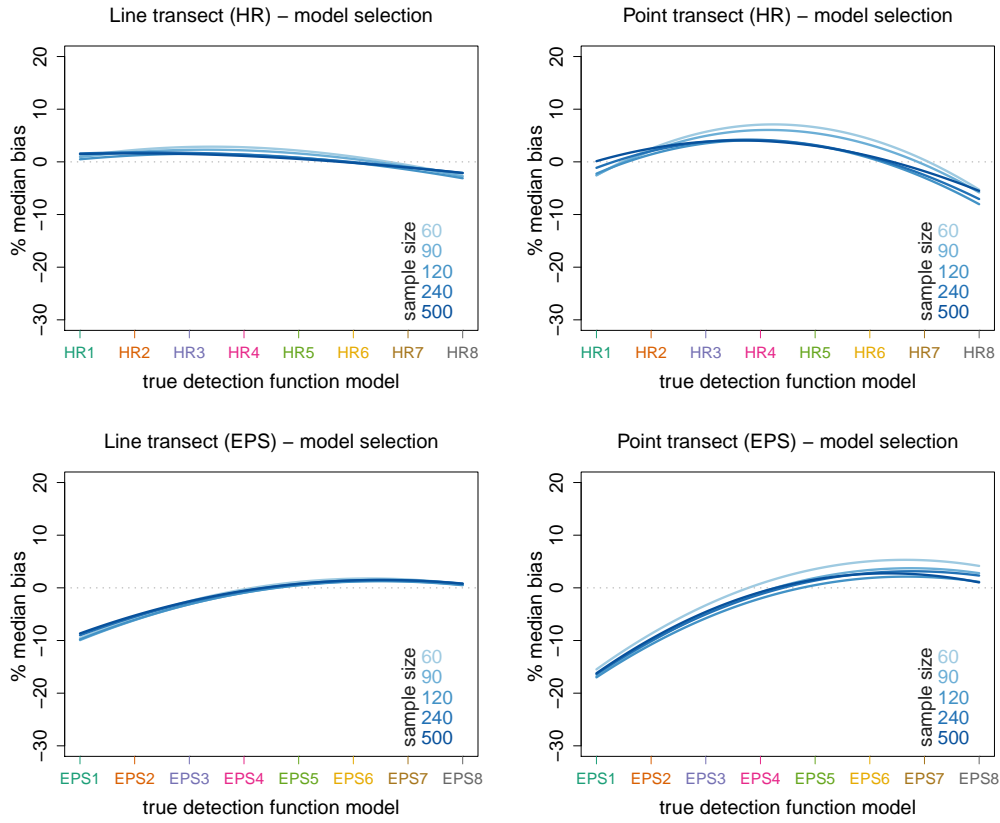 Line transect (HR) – model selection
% median bias
20
10
0
−10
−20
−30
sample size
60
90
120
240
500
HR1 HR2 HR3 HR4 HR5 HR6 HR7 HR8
true detection function model
Point transect (HR) – model selection
% median bias
20
10
0
−10
−20
−30
sample size
60
90
120
240
500
HR1 HR2 HR3 HR4 HR5 HR6 HR7 HR8
true detection function model
Line transect (EPS) – model selection
% median bias
20
10
0
−10
−20
−30
sample size
60
90
120
240
500
EPS1 EPS2 EPS3 EPS4 EPS5 EPS6 EPS7 EPS8
true detection function model
Point transect (EPS) – model selection
% median bias
20
10
0
−10
−20
−30
sample size
60
90
120
240
500
EPS1 EPS2 EPS3 EPS4 EPS5 EPS6 EPS7 EPS8
true detection function model